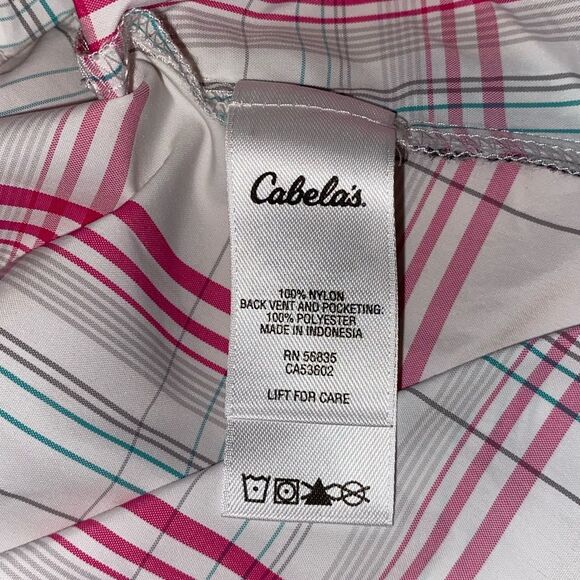 Cabela's.
100% NYLON
BACK VENT AND POCKETING:
100% POLYESTER
MADE IN INDONESIA
RN 56835
CA53602
LIFT FOR CARE